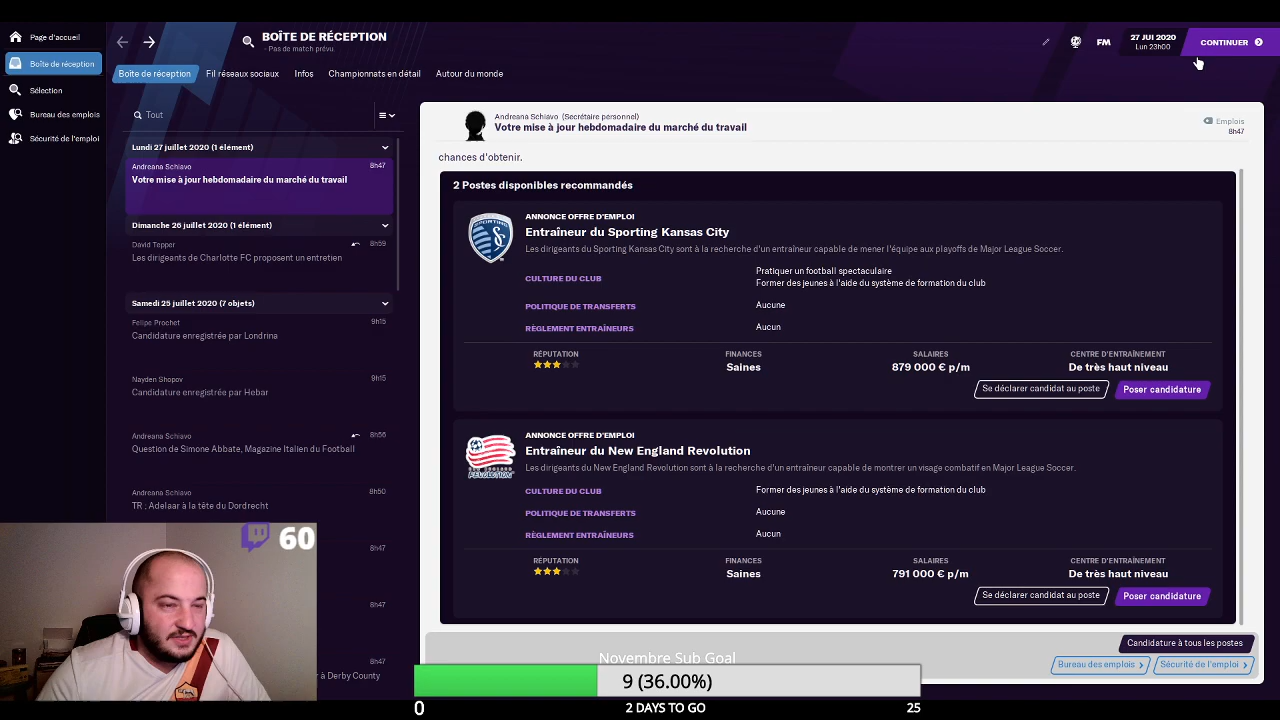 Page d'accueil
Boîte de réception
Sélection
Bureau des emplois
Sécurité de l'emploi
BOÎTE DE RÉCEPTION
- Pas de match prévu.
FM
27 JUI 2020
Lun 23h00
CONTINUER
Boîte de réception
Fil réseaux sociaux
Infos
Championnats en détail
Autour du monde
Tout
Lundi 27 juillet 2020 (1 élément)
Andreana Schiavo 8h47
Votre mise à jour hebdomadaire du marché du travail
Dimanche 26 juillet 2020 (1 élément)
David Tepper 8h59
Les dirigeants de Charlotte FC proposent un entretien
Samedi 25 juillet 2020 (7 objets)
Felipe Prochet 9h15
Candidature enregistrée par Londrina
Nayden Shopov 9h15
Candidature enregistrée par Hebar
Andreana Schiavo 8h56
Question de Simone Abbate, Magazine Italien du Football
Andreana Schiavo 8h50
TR : Adelaar à la tête du Dordrecht
8h47
8h47
8h47
à Derby County
60
Andreana Schiavo (Secrétaire personnel)
Votre mise à jour hebdomadaire du marché du travail
Emplois
8h47
chances d'obtenir.
2 Postes disponibles recommandés
SPORTING
ANNONCE OFFRE D'EMPLOI
Entraîneur du Sporting Kansas City
Les dirigeants du Sporting Kansas City sont à la recherche d'un entraîneur capable de mener l'équipe aux playoffs de Major League Soccer.
CULTURE DU CLUB
Pratiquer un football spectaculaire
Former des jeunes à l'aide du système de formation du club
POLITIQUE DE TRANSFERTS
Aucune
RÈGLEMENT ENTRAÎNEURS
Aucun
RÉPUTATION
FINANCES
Saines
SALAIRES
879 000 € p/m
CENTRE D'ENTRAÎNEMENT
De très haut niveau
Se déclarer candidat au poste
Poser candidature
REVOLUTION
ANNONCE OFFRE D'EMPLOI
Entraîneur du New England Revolution
Les dirigeants du New England Revolution sont à la recherche d'un entraîneur capable de montrer un visage combatif en Major League Soccer.
CULTURE DU CLUB
Former des jeunes à l'aide du système de formation du club
POLITIQUE DE TRANSFERTS
Aucune
RÈGLEMENT ENTRAÎNEURS
Aucun
RÉPUTATION
FINANCES
Saines
SALAIRES
791 000 € p/m
CENTRE D'ENTRAÎNEMENT
De très haut niveau
Se déclarer candidat au poste
Poser candidature
Candidature à tous les postes
Bureau des emplois
Sécurité de l'emploi
Novembre Sub Goal
9 (36.00%)
0
2 DAYS TO GO
25